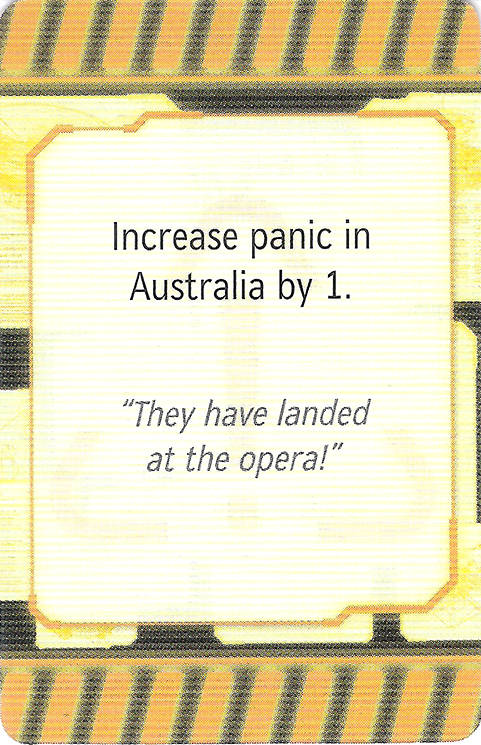 Increase panic in
Australia by 1.
“They have landed
at the opera!”